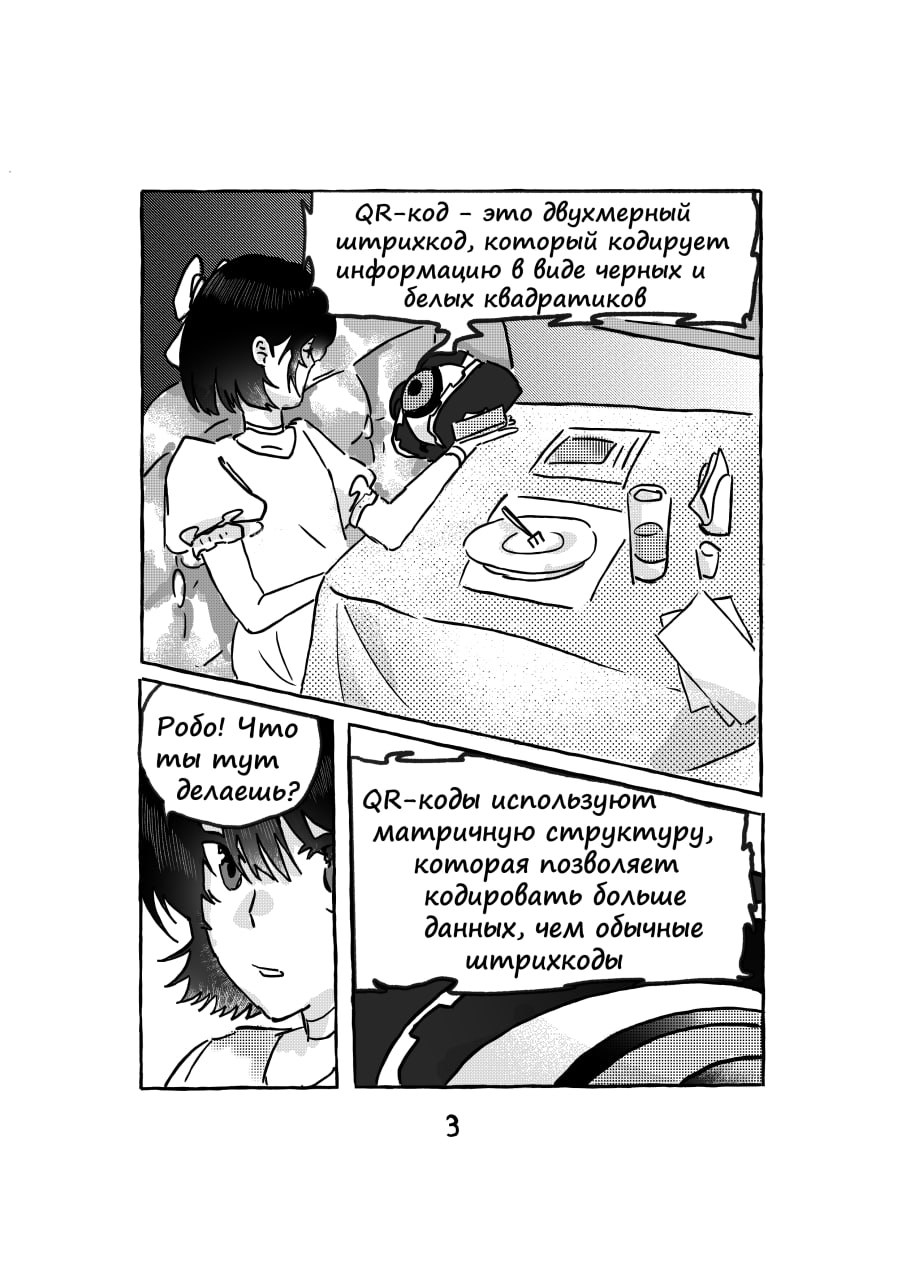 QR-код - это двухмерный
штрихкод, который кодирует
информацию в виде черных и
белых квадратиков
Робо! Что
ты тут
делаешь?
QR-коды используют
матричную структуру,
которая позволяет
кодировать больше
данных, чем обычные
штрихкоды
3